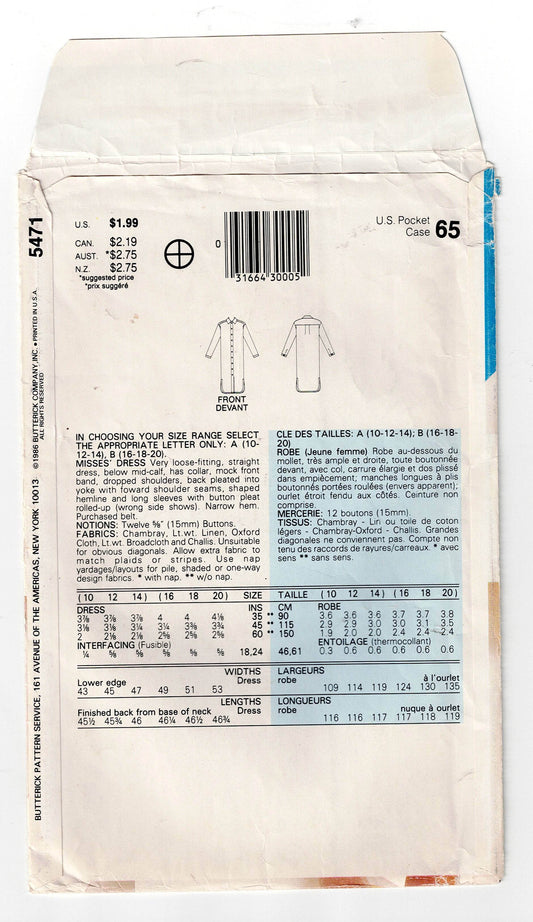 5471
©1986 BUTTERICK COMPANY, INC. • PRINTED IN U.S.A.
ALL RIGHTS RESERVED
BUTTERICK PATTERN SERVICE, 161 AVENUE OF THE AMERICAS, NEW YORK 10013
U.S. $1.99
CAN. $2.19
AUST. *$2.75
N.Z. $2.75
*suggested price
*prix suggéré
0
31664 30005
U.S. Pocket
Case 65
FRONT
DEVANT
IN CHOOSING YOUR SIZE RANGE SELECT
THE APPROPRIATE LETTER ONLY: A (10-
12-14), B (16-18-20).
MISSES' DRESS Very loose-fitting, straight
dress, below mid-calf, has collar, mock front
band, dropped shoulders, back pleated into
yoke with foward shoulder seams, shaped
hemline and long sleeves with button pleat
rolled-up (wrong side shows). Narrow hem.
Purchased belt.
NOTIONS: Twelve ⅝" (15mm) Buttons.
FABRICS: Chambray, Lt.wt. Linen, Oxford
Cloth, Lt.wt. Broadcloth and Challis. Unsuitable
for obvious diagonals. Allow extra fabric to
match plaids or stripes. Use nap
yardages/layouts for pile, shaded or one-way
design fabrics. * with nap. ** w/o nap.
CLE DES TAILLES: A (10-12-14); B (16-18-
20)
ROBE (Jeune femme) Robe au-dessous du
mollet, très ample et droite, toute boutonnée
devant, avec col, carrure élargie et dos plissé
dans empiècement; manches longues à plis
boutonnés portées roulées (envers apparent);
ourlet étroit fendu aux côtés. Ceinture non
comprise.
MERCERIE: 12 boutons (15mm).
TISSUS: Chambray - Lin ou toile de coton
légers - Chambray-Oxford - Challis. Grandes
diagonales ne conviennent pas. Compte non
tenu des raccords de rayures/carreaux. * avec
sens ** sans sens.
(10 12 14) (16 18 20) SIZE
DRESS INS
3⅞ 3⅞ 3⅞ 4 4 4⅛ 35 **
3⅛ 3⅛ 3¼ 3¼ 3⅜ 3¾ 45 **
2 2⅛ 2⅛ 2⅝ 2⅝ 2⅝ 60 **
INTERFACING (Fusible)
¼ ⅝ ⅝ ⅝ ⅝ ⅝ 18,24
WIDTHS
Lower edge Dress
43 45 47 49 51 53
LENGTHS
Finished back from base of neck Dress
45½ 45¾ 46 46¼ 46½ 46¾
TAILLE (10 12 14) (16 18 20)
CM ROBE
90 3.6 3.6 3.6 3.7 3.7 3.8
115 2.9 2.9 3.0 3.0 3.1 3.5
150 1.9 2.0 2.0 2.4 2.4 2.4
ENTOILAGE (thermocollant)
46,61 0.3 0.6 0.6 0.6 0.6 0.6
LARGEURS
robe à l'ourlet
109 114 119 124 130 135
LONGUEURS
robe nuque à ourlet
116 116 117 117 118 119